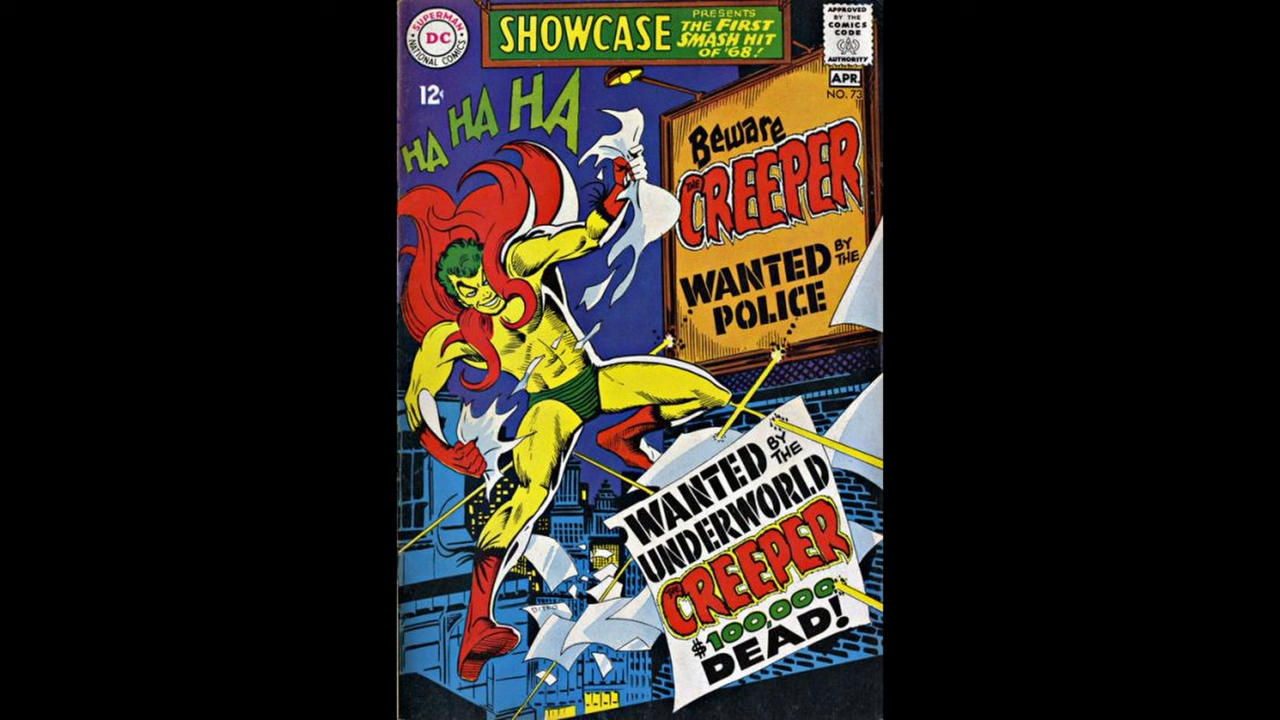 SUPERMAN
DC
NATIONAL COMICS
SHOWCASE
PRESENTS
THE FIRST
SMASH HIT
OF '68!
APPROVED
BY THE
COMICS
CODE
CA
AUTHORITY
APR.
NO. 73
12¢
HA HA HA
Beware
THE
CREEPER
WANTED BY THE
POLICE
WANTED BY THE
UNDERWORLD
THE
CREEPER
$100,000
DEAD!
DITKO